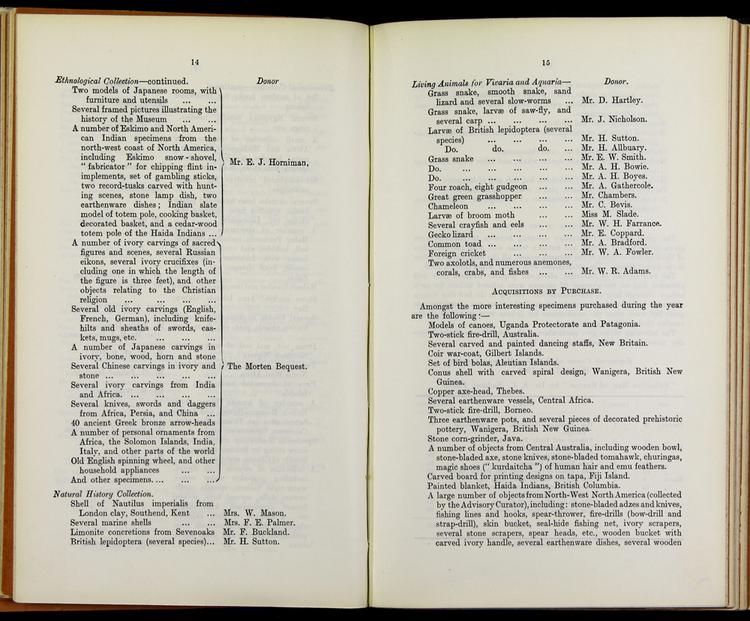 14
Ethnological Collection—continued. Donor
Two models of Japanese rooms, with
furniture and utensils ... ...
Several framed pictures illustrating the
history of the Museum ... ...
A number of Eskimo and North Ameri-
can Indian specimens from the
north-west coast of North America,
including Eskimo snow-shovel,
"fabricator" for chipping flint im-
implements, set of gambling sticks,
two record-tusks carved with hunt-
ing scenes, stone lamp dish, two
earthenware dishes; Indian slate
model of totem pole, cooking basket,
decorated basket, and a cedar-wood
totem pole of the Haida Indians ...
Mr. E. J. Horniman.
A number of ivory carvings of sacred
figures and scenes, several Russian
eikons, several ivory crucifixes (in-
cluding one in which the length of
the figure is three feet), and other
objects relating to the Christian
religion ... ... ... ...
Several old ivory carvings (English,
French, German), including knife-
hilts and sheaths of swords, cas-
kets, mugs, etc. ... ... ...
A number of Japanese carvings in
ivory, bone, wood, horn and stone
Several Chinese carvings in ivory and
stone ... ... ... ... ...
Several ivory carvings from India
and Africa. ... ... ... ...
Several knives, swords and daggers
from Africa, Persia, and China ...
40 ancient Greek bronze arrow-heads
A number of personal ornaments from
Africa, the Solomon Islands, India,
Italy, and other parts of the world
Old English spinning wheel, and other
household appliances ... ...
And other specimens.... ... ...
The Morten Bequest.
Natural History Collection.
Shell of Nautilus imperialis from
London clay, Southend, Kent ... Mrs. W. Mason.
Several marine shells ... ... Mrs. F. E. Palmer.
Limonite concretions from Sevenoaks Mr. F. Buckland.
British lepidoptera (several species)... Mr. H. Sutton.
15
Living Animals for Vivaria and Aquaria— Donor.
Grass snake, smooth snake, sand
lizard and several slow-worms ... Mr. D. Hartley.
Grass snake, larvæ of saw-fly, and
several carp ... ... ... ... Mr. J. Nicholson.
Larvæ of British lepidoptera (several
species) ... ... ... ... Mr. H. Sutton.
Do. do. do. ... Mr. H. Allbuary.
Grass snake ... ... ... ... Mr. E. W. Smith.
Do. ... ... ... ... ... Mr. A. H. Bowie.
Do. ... ... ... ... ... Mr. A. H. Boyes.
Four roach, eight gudgeon ... ... Mr. A. Gathercole.
Great green grasshopper ... ... Mr. Chambers.
Chameleon ... ... ... ... Mr. C. Bevis.
Larvæ of broom moth ... ... Miss M. Slade.
Several crayfish and eels ... ... Mr. W. H. Farrance.
Gecko lizard ... ... ... ... Mr. E. Coppard.
Common toad ... ... ... ... Mr. A. Bradford.
Foreign cricket ... ... ... Mr. W. A. Fowler.
Two axolotls, and numerous anemones,
corals, crabs, and fishes ... ... Mr. W. R. Adams.
ACQUISITIONS BY PURCHASE.
Amongst the more interesting specimens purchased during the year
are the following:—
Models of canoes, Uganda Protectorate and Patagonia.
Two-stick fire-drill, Australia.
Several carved and painted dancing staffs, New Britain.
Coir war-coat, Gilbert Islands.
Set of bird bolas, Aleutian Islands.
Conus shell with carved spiral design, Wanigera, British New
Guinea.
Copper axe-head, Thebes.
Several earthenware vessels, Central Africa.
Two-stick fire-drill, Borneo.
Three earthenware pots, and several pieces of decorated prehistoric
pottery, Wanigera, British New Guinea
Stone corn-grinder, Java.
A number of objects from Central Australia, including wooden bowl,
stone-bladed axe, stone knives, stone-bladed tomahawk, churingas,
magic shoes ("kurdaitcha") of human hair and emu feathers.
Carved board for printing designs on tapa, Fiji Island.
Painted blanket, Haida Indians, British Columbia.
A large number of objects from North-West North America (collected
by the Advisory Curator), including: stone-bladed adzes and knives,
fishing lines and hooks, spear-thrower, fire-drills (bow-drill and
strap-drill), skin bucket, seal-hide fishing net, ivory scrapers,
several stone scrapers, spear heads, etc., wooden bucket with
carved ivory handle, several earthenware dishes, several wooden